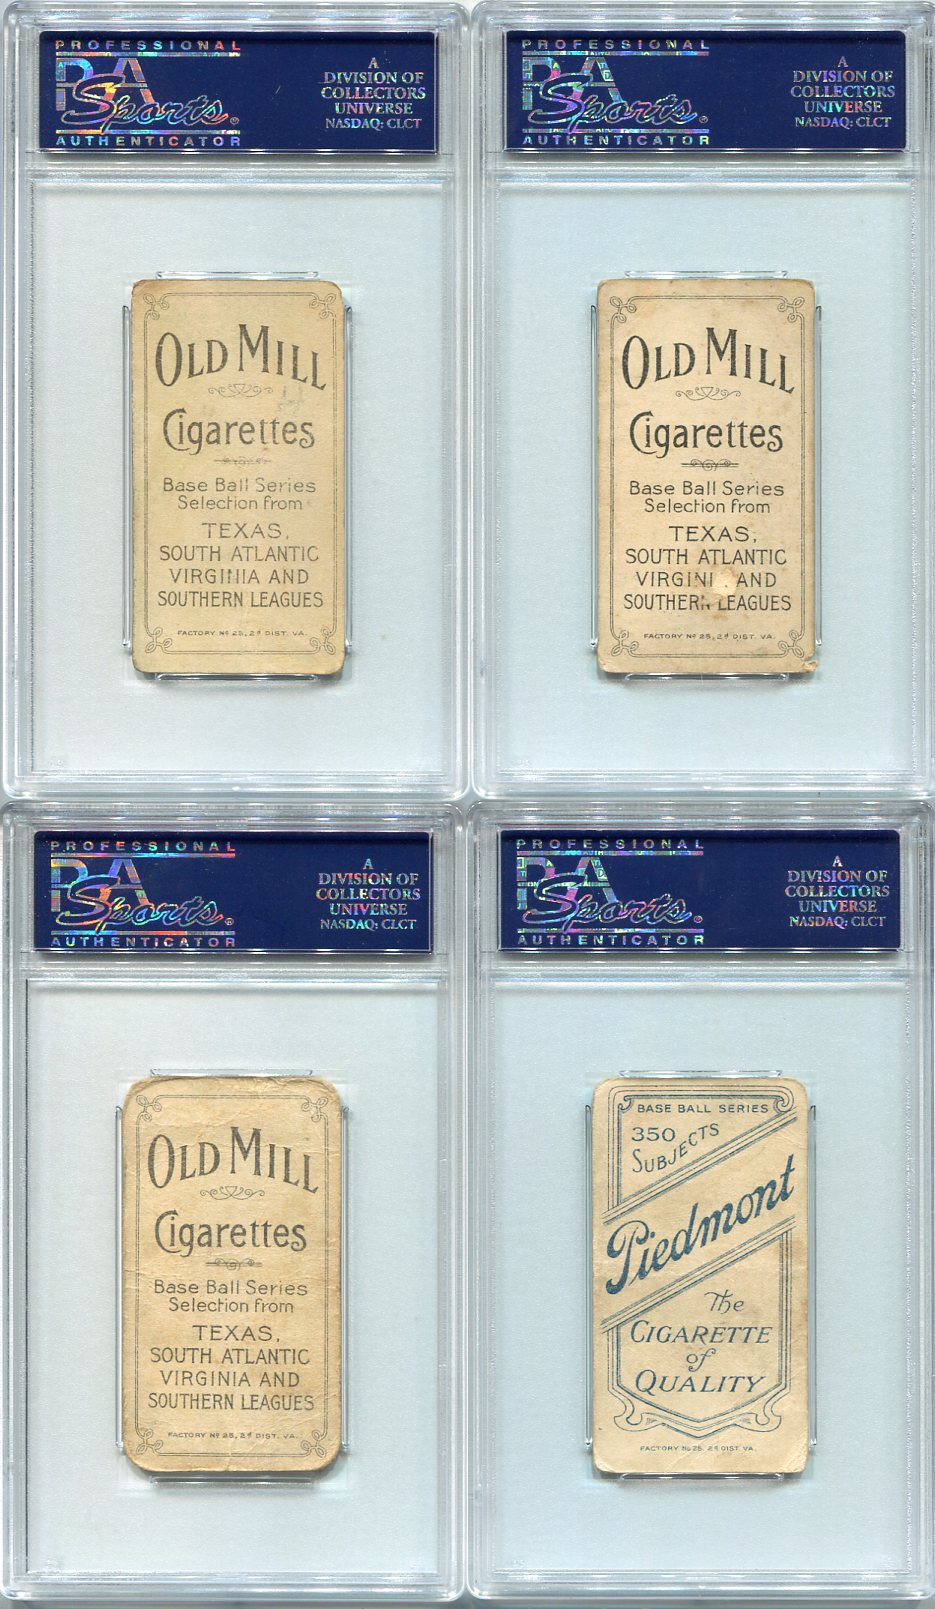 PROFESSIONAL
PSA
Sports
AUTHENTICATOR
A
DIVISION OF
COLLECTORS
UNIVERSE
NASDAQ: CLCT
OLD MILL
Cigarettes
Base Ball Series
Selection from
TEXAS,
SOUTH ATLANTIC
VIRGINIA AND
SOUTHERN LEAGUES
FACTORY Nº 25, 2ᵈ DIST. VA.
PROFESSIONAL
PSA
Sports
AUTHENTICATOR
A
DIVISION OF
COLLECTORS
UNIVERSE
NASDAQ: CLCT
OLD MILL
Cigarettes
Base Ball Series
Selection from
TEXAS,
SOUTH ATLANTIC
VIRGINI AND
SOUTHERN LEAGUES
FACTORY Nº 25, 2ᵈ DIST. VA.
PROFESSIONAL
PSA
Sports
AUTHENTICATOR
A
DIVISION OF
COLLECTORS
UNIVERSE
NASDAQ: CLCT
OLD MILL
Cigarettes
Base Ball Series
Selection from
TEXAS,
SOUTH ATLANTIC
VIRGINIA AND
SOUTHERN LEAGUES
FACTORY Nº 25, 2ᵈ DIST. VA.
PROFESSIONAL
PSA
Sports
AUTHENTICATOR
A
DIVISION OF
COLLECTORS
UNIVERSE
NASDAQ: CLCT
BASE BALL SERIES
350
SUBJECTS
Piedmont
The
CIGARETTE
of
QUALITY
FACTORY Nº 25. 2ᵈ DIST. VA.